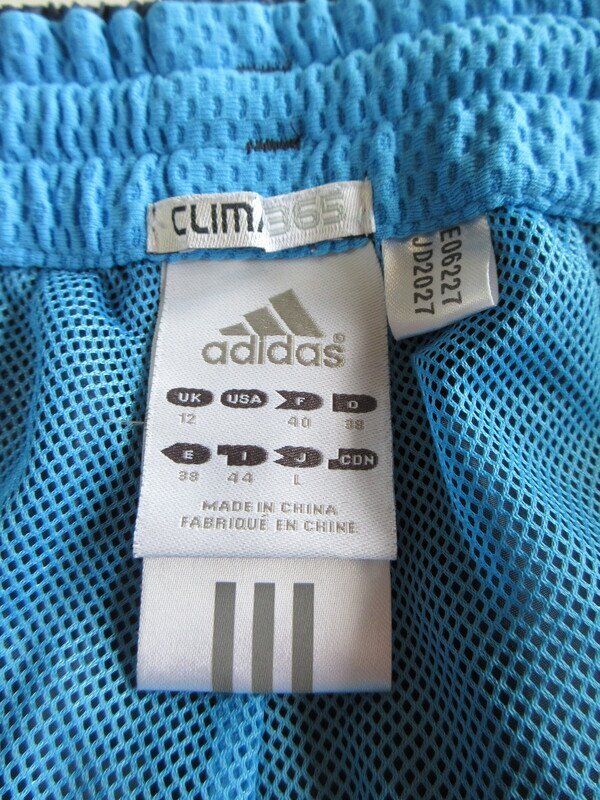 CLIMA365
E06227
JD2027
adidas®
UK USA F D
12 40 38
E I J CDN
38 44 L
MADE IN CHINA
FABRIQUÉ EN CHINE